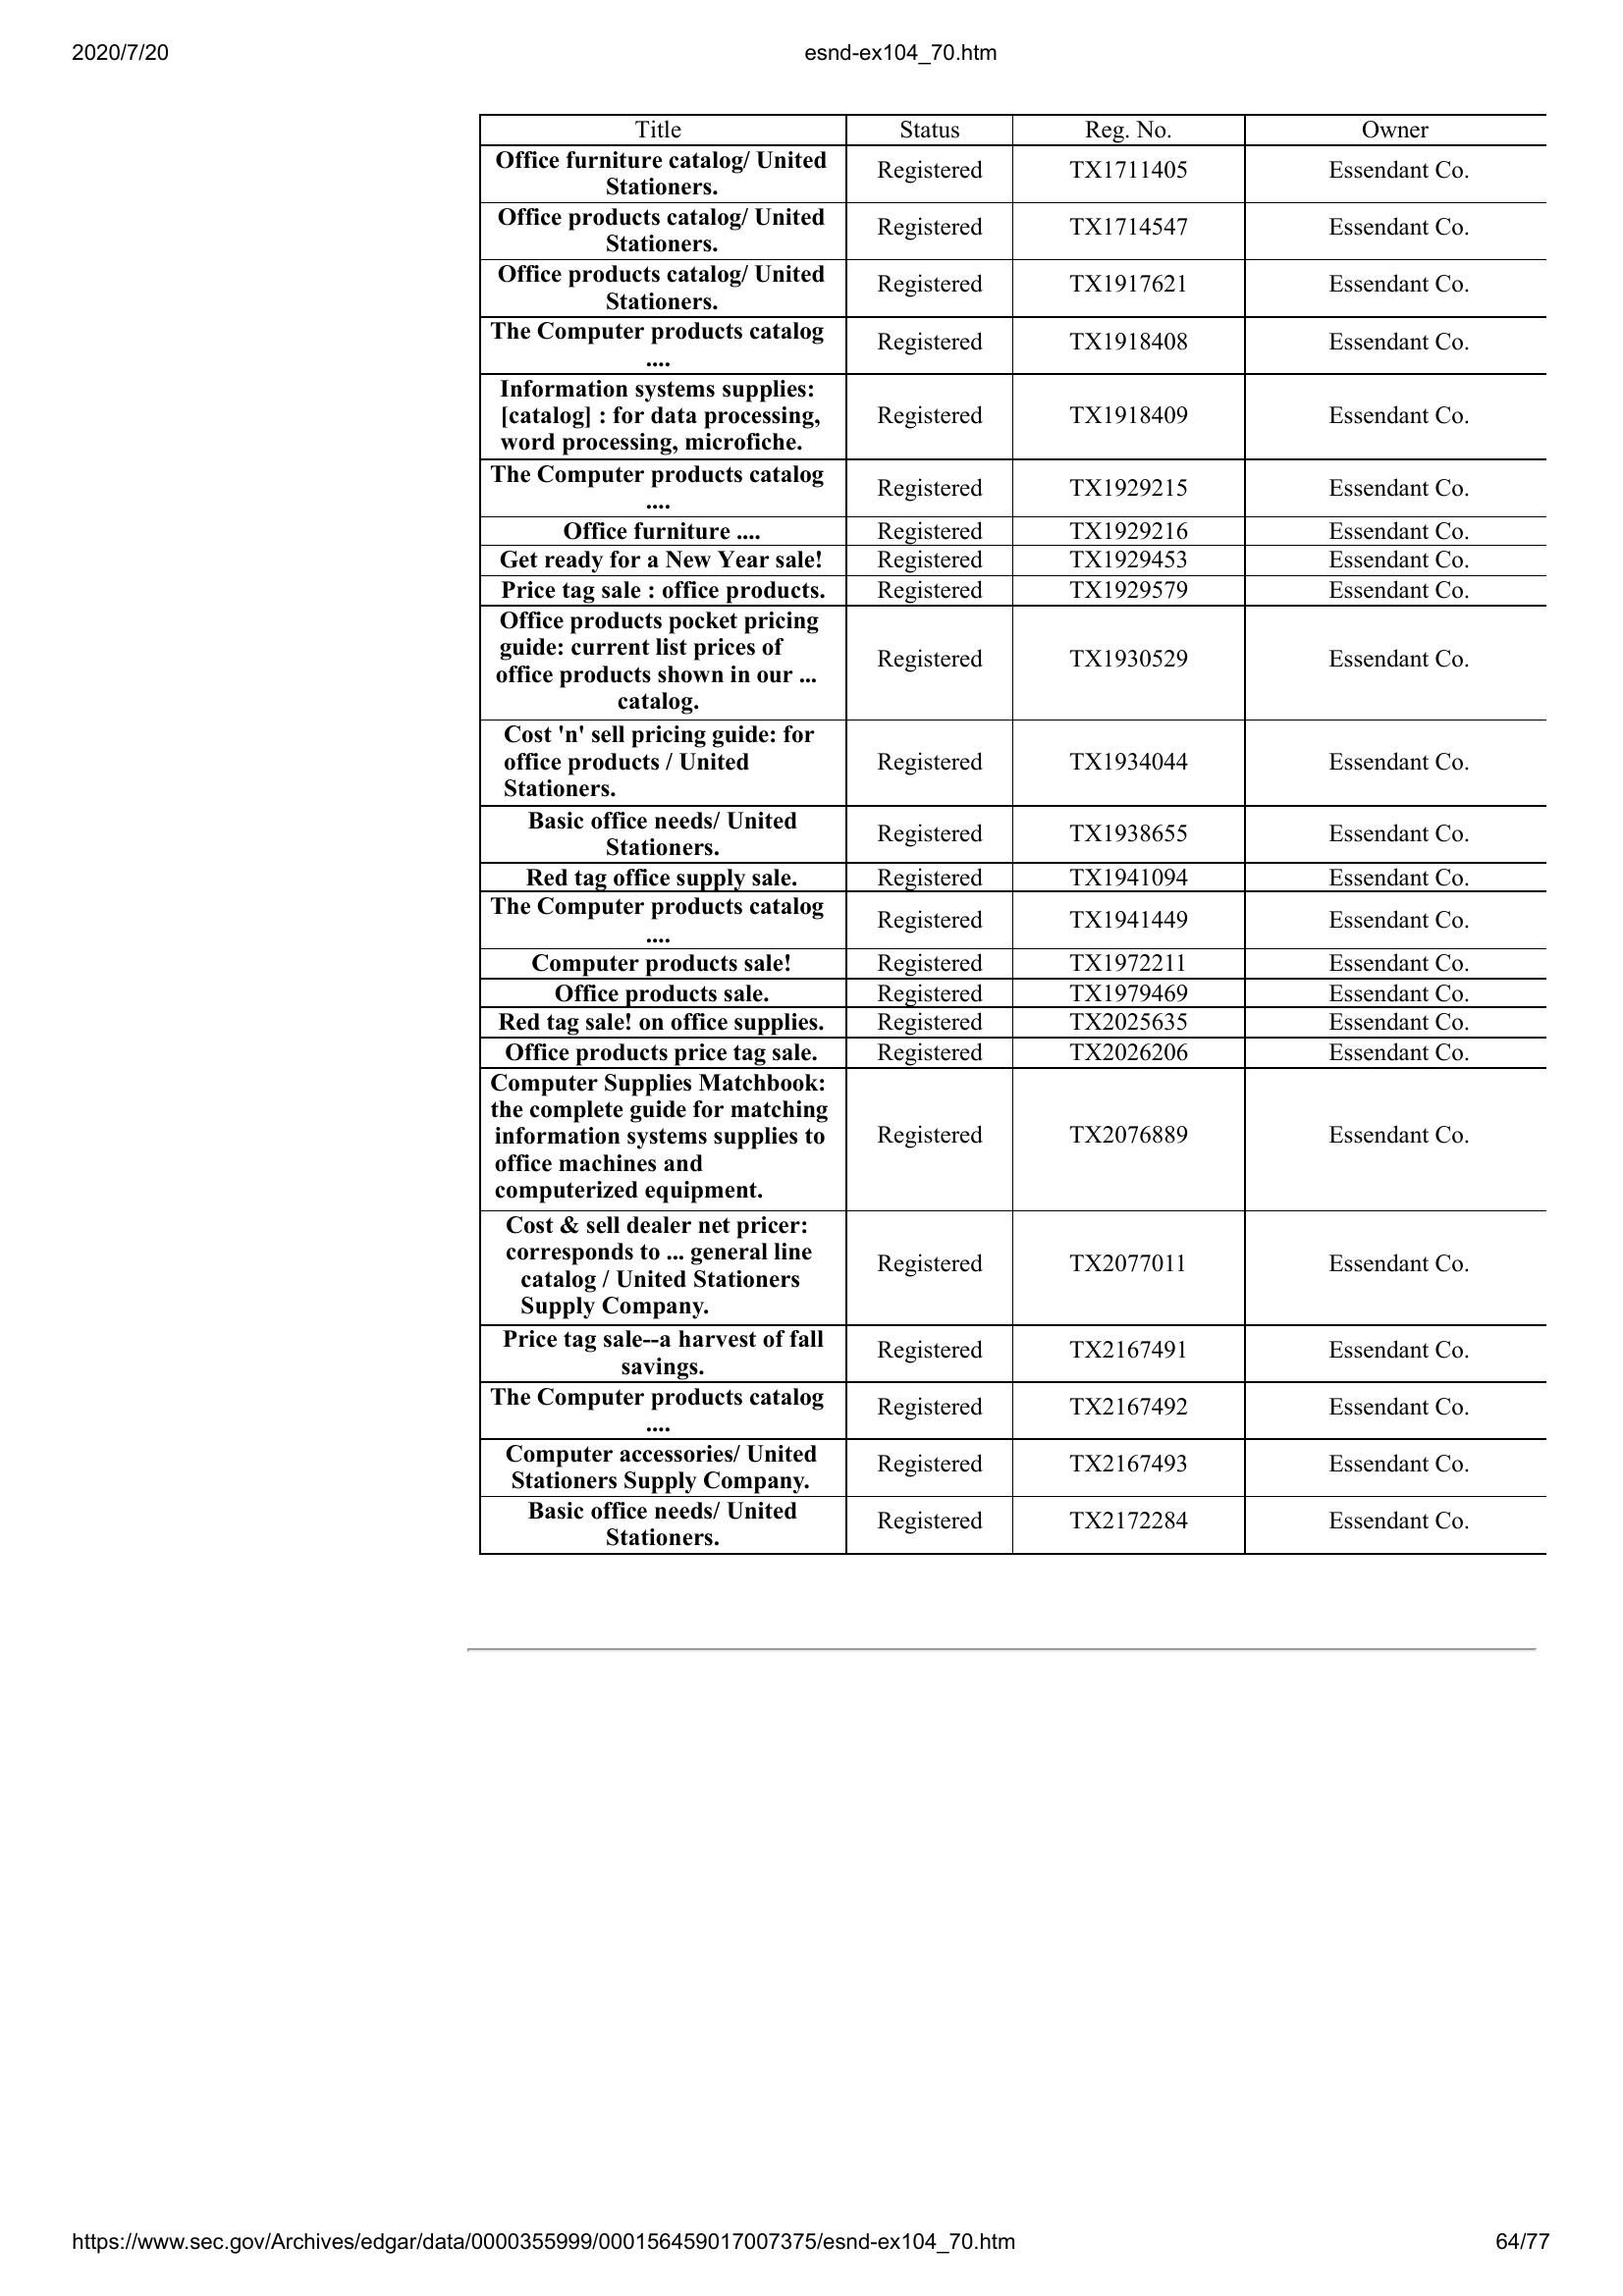 2020/7/20 esnd-ex104_70.htm
Title Status Reg. No. Owner
Office furniture catalog/ United
Stationers. Registered TX1711405 Essendant Co.
Office products catalog/ United
Stationers. Registered TX1714547 Essendant Co.
Office products catalog/ United
Stationers. Registered TX1917621 Essendant Co.
The Computer products catalog
.... Registered TX1918408 Essendant Co.
Information systems supplies:
[catalog] : for data processing, Registered TX1918409 Essendant Co.
word processing, microfiche.
The Computer products catalog
.... Registered TX1929215 Essendant Co.
Office furniture .... Registered TX1929216 Essendant Co.
Get ready for a New Year sale! Registered TX1929453 Essendant Co.
Price tag sale : office products. Registered TX1929579 Essendant Co.
Office products pocket pricing
guide: current list prices of
office products shown in our ... Registered TX1930529 Essendant Co.
catalog.
Cost 'n' sell pricing guide: for
office products / United Registered TX1934044 Essendant Co.
Stationers.
Basic office needs/ United
Stationers. Registered TX1938655 Essendant Co.
Red tag office supply sale. Registered TX1941094 Essendant Co.
The Computer products catalog
.... Registered TX1941449 Essendant Co.
Computer products sale! Registered TX1972211 Essendant Co.
Office products sale. Registered TX1979469 Essendant Co.
Red tag sale! on office supplies. Registered TX2025635 Essendant Co.
Office products price tag sale. Registered TX2026206 Essendant Co.
Computer Supplies Matchbook:
the complete guide for matching
information systems supplies to Registered TX2076889 Essendant Co.
office machines and
computerized equipment.
Cost & sell dealer net pricer:
corresponds to ... general line Registered TX2077011 Essendant Co.
catalog / United Stationers
Supply Company.
Price tag sale--a harvest of fall
savings. Registered TX2167491 Essendant Co.
The Computer products catalog
.... Registered TX2167492 Essendant Co.
Computer accessories/ United
Stationers Supply Company. Registered TX2167493 Essendant Co.
Basic office needs/ United
Stationers. Registered TX2172284 Essendant Co.
https://www.sec.gov/Archives/edgar/data/0000355999/000156459017007375/esnd-ex104_70.htm 64/77